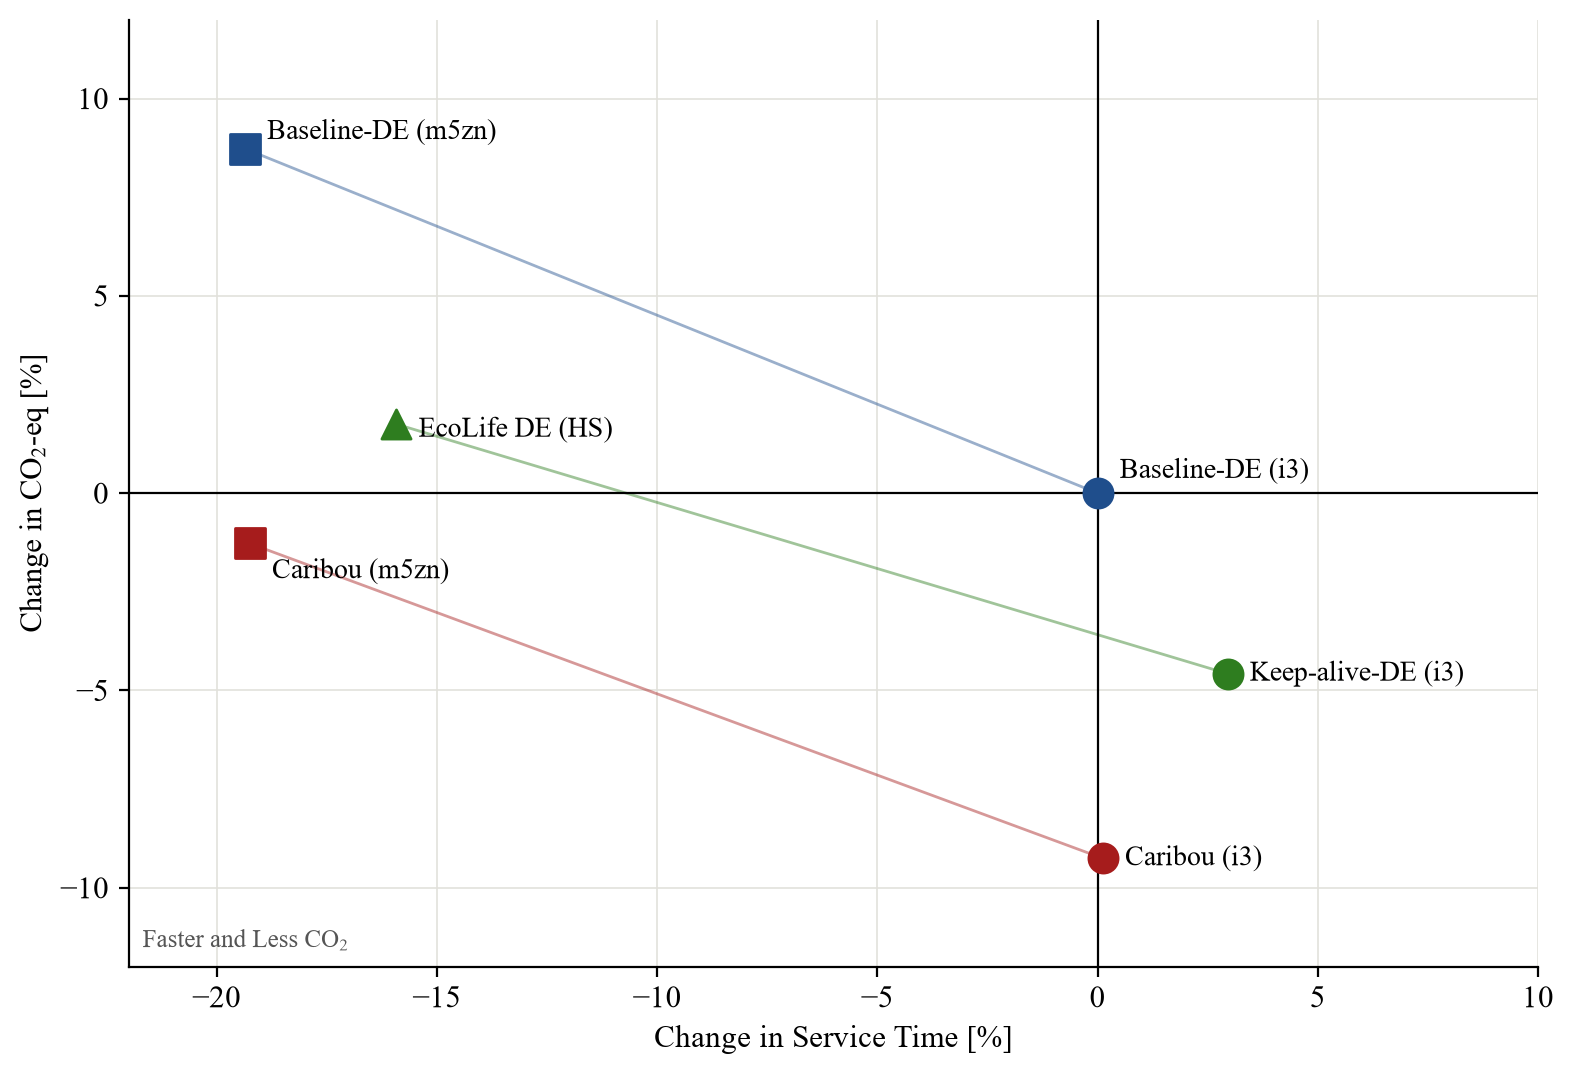 10
Baseline-DE (m5zn)
5
EcoLife DE (HS)
Baseline-DE (i3)
0
Caribou (m5zn)
Keep-alive-DE (i3)
−5
Caribou (i3)
−10
Faster and Less CO₂
−20 −15 −10 −5 0 5 10
Change in Service Time [%]
Change in CO₂-eq [%]